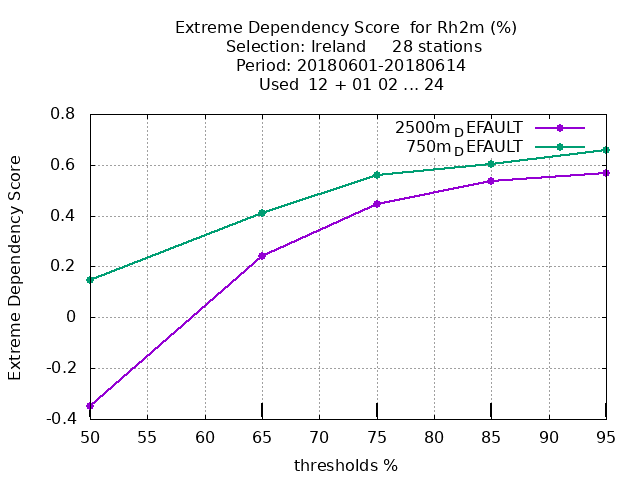 Extreme Dependency Score  for Rh2m (%)
Selection: Ireland     28 stations
Period: 20180601-20180614
Used  12 + 01 02 ... 24
0.8
0.6
0.4
0.2
0
-0.2
-0.4
Extreme Dependency Score
2500m_DEFAULT
750m_DEFAULT
50 55 60 65 70 75 80 85 90 95
thresholds %